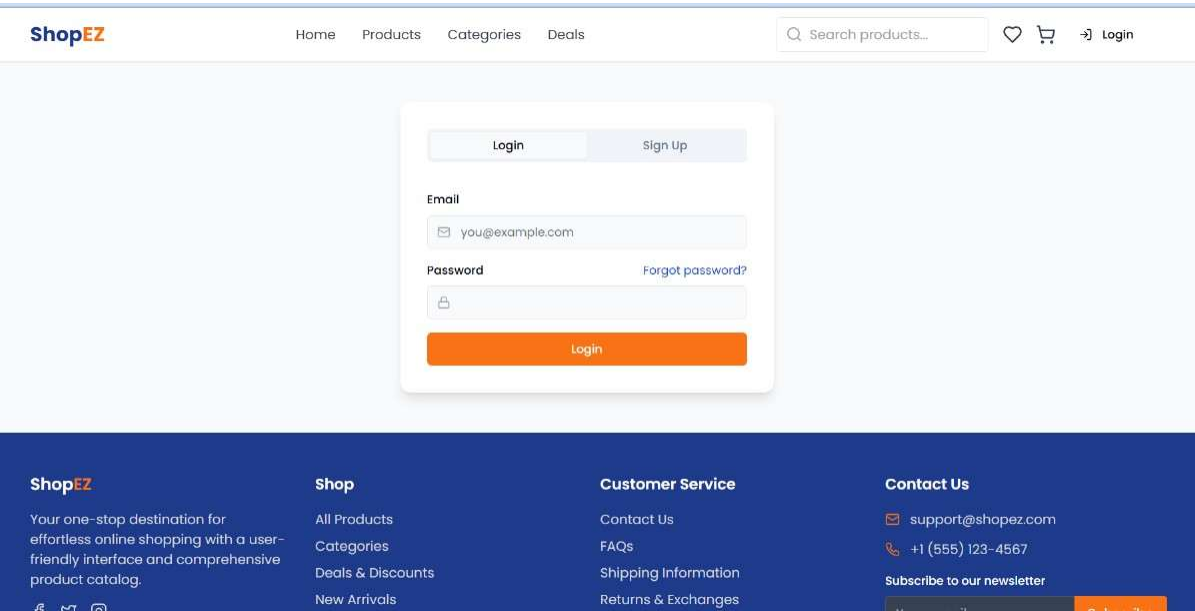 ShopEZ
Home Products Categories Deals
Search products...
Login
Login Sign Up
Email
you@example.com
Password Forgot password?
Login
ShopEZ
Your one-stop destination for
effortless online shopping with a user-
friendly interface and comprehensive
product catalog.
Shop
All Products
Categories
Deals & Discounts
New Arrivals
Customer Service
Contact Us
FAQs
Shipping Information
Returns & Exchanges
Contact Us
support@shopez.com
+1 (555) 123-4567
Subscribe to our newsletter